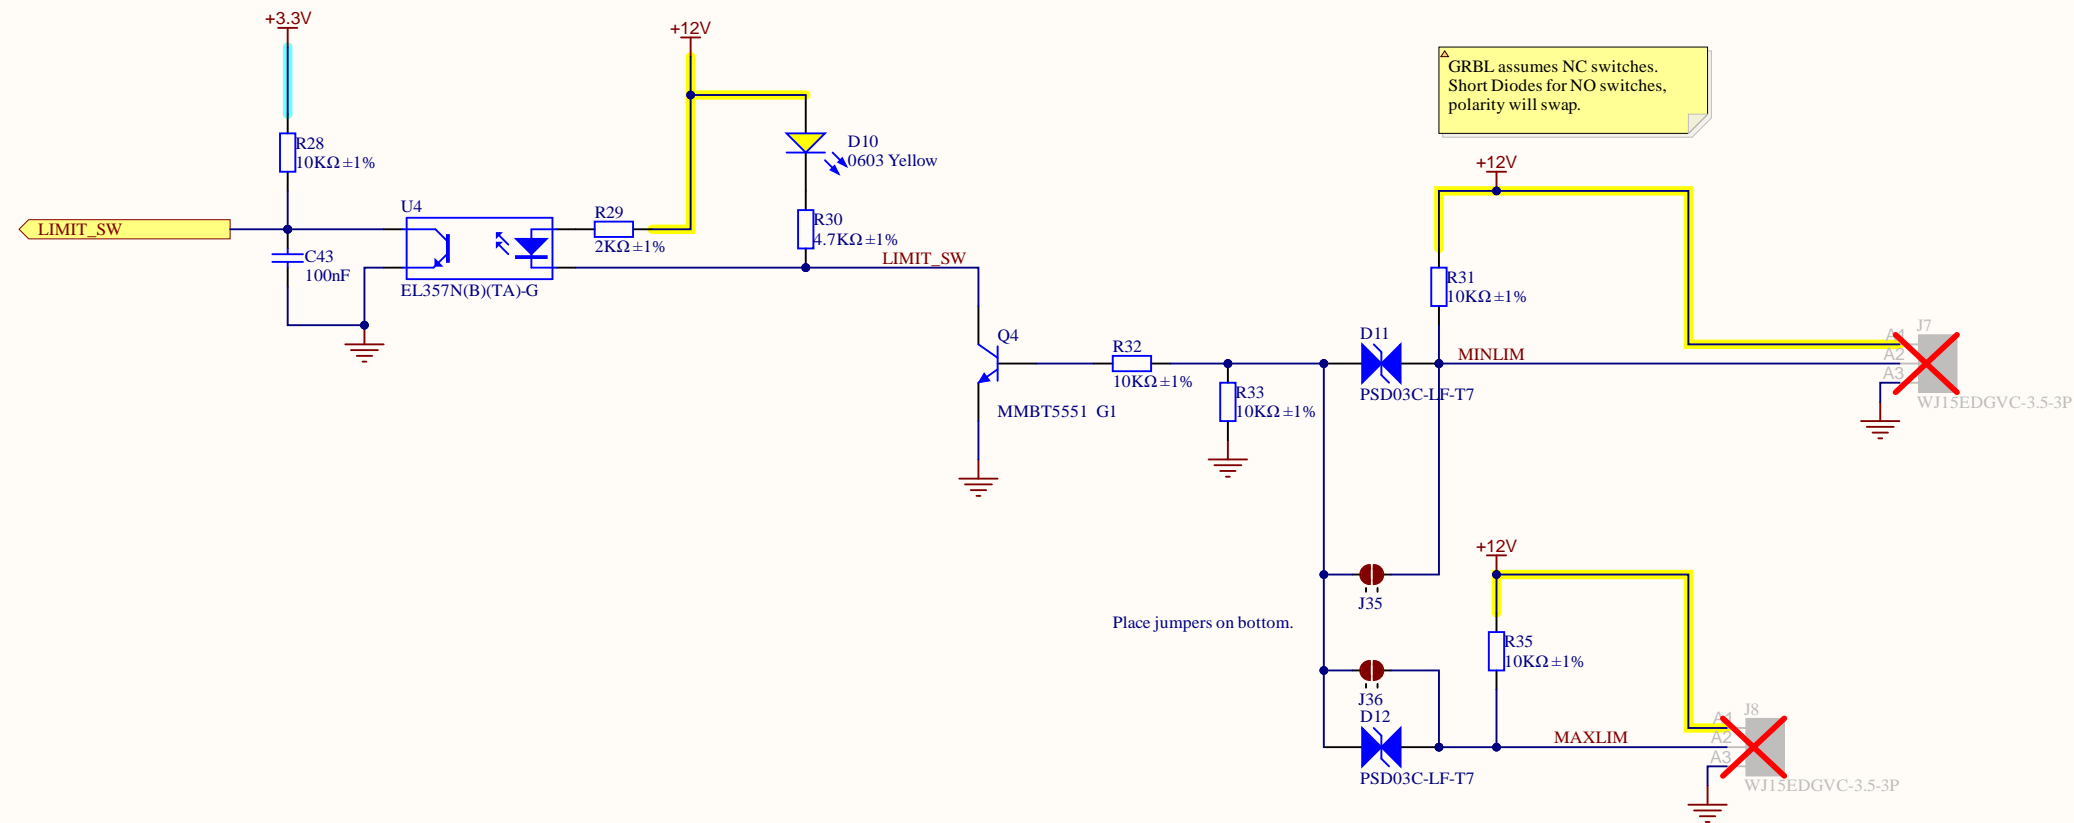 +3.3V
+12V
GRBL assumes NC switches.
Short Diodes for NO switches,
polarity will swap.
R28
10KΩ ±1%
D10
0603 Yellow
+12V
U4
R29
2KΩ ±1%
R30
4.7KΩ ±1%
LIMIT_SW
C43
100nF
EL357N(B)(TA)-G
LIMIT_SW
R31
10KΩ ±1%
Q4
MMBT5551 G1
R32
10KΩ ±1%
R33
10KΩ ±1%
D11
PSD03C-LF-T7
MINLIM
J7
A1
A2
A3
WJ15EDGVC-3.5-3P
+12V
J35
Place jumpers on bottom.
R35
10KΩ ±1%
J36
D12
PSD03C-LF-T7
MAXLIM
J8
A1
A2
A3
WJ15EDGVC-3.5-3P